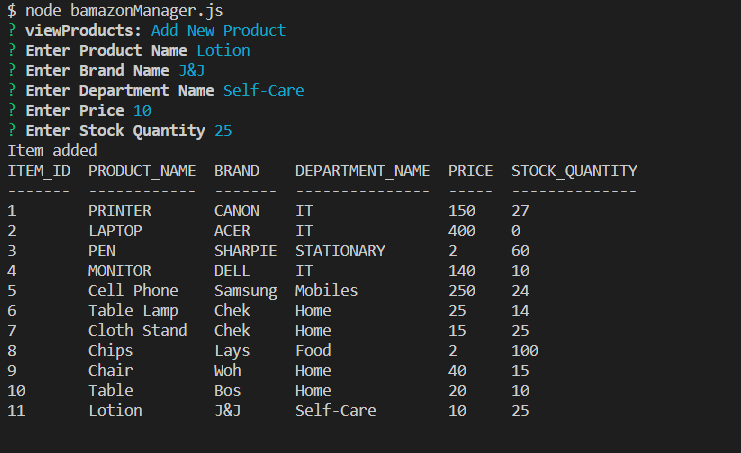 $ node bamazonManager.js
? viewProducts: Add New Product
? Enter Product Name Lotion
? Enter Brand Name J&J
? Enter Department Name Self-Care
? Enter Price 10
? Enter Stock Quantity 25
Item added
ITEM_ID  PRODUCT_NAME  BRAND    DEPARTMENT_NAME  PRICE  STOCK_QUANTITY
-------  ------------  -------  ---------------  -----  --------------
1        PRINTER       CANON    IT               150    27
2        LAPTOP        ACER     IT               400    0
3        PEN           SHARPIE  STATIONARY       2      60
4        MONITOR       DELL     IT               140    10
5        Cell Phone    Samsung  Mobiles          250    24
6        Table Lamp    Chek     Home             25     14
7        Cloth Stand   Chek     Home             15     25
8        Chips         Lays     Food             2      100
9        Chair         Woh      Home             40     15
10       Table         Bos      Home             20     10
11       Lotion        J&J      Self-Care        10     25